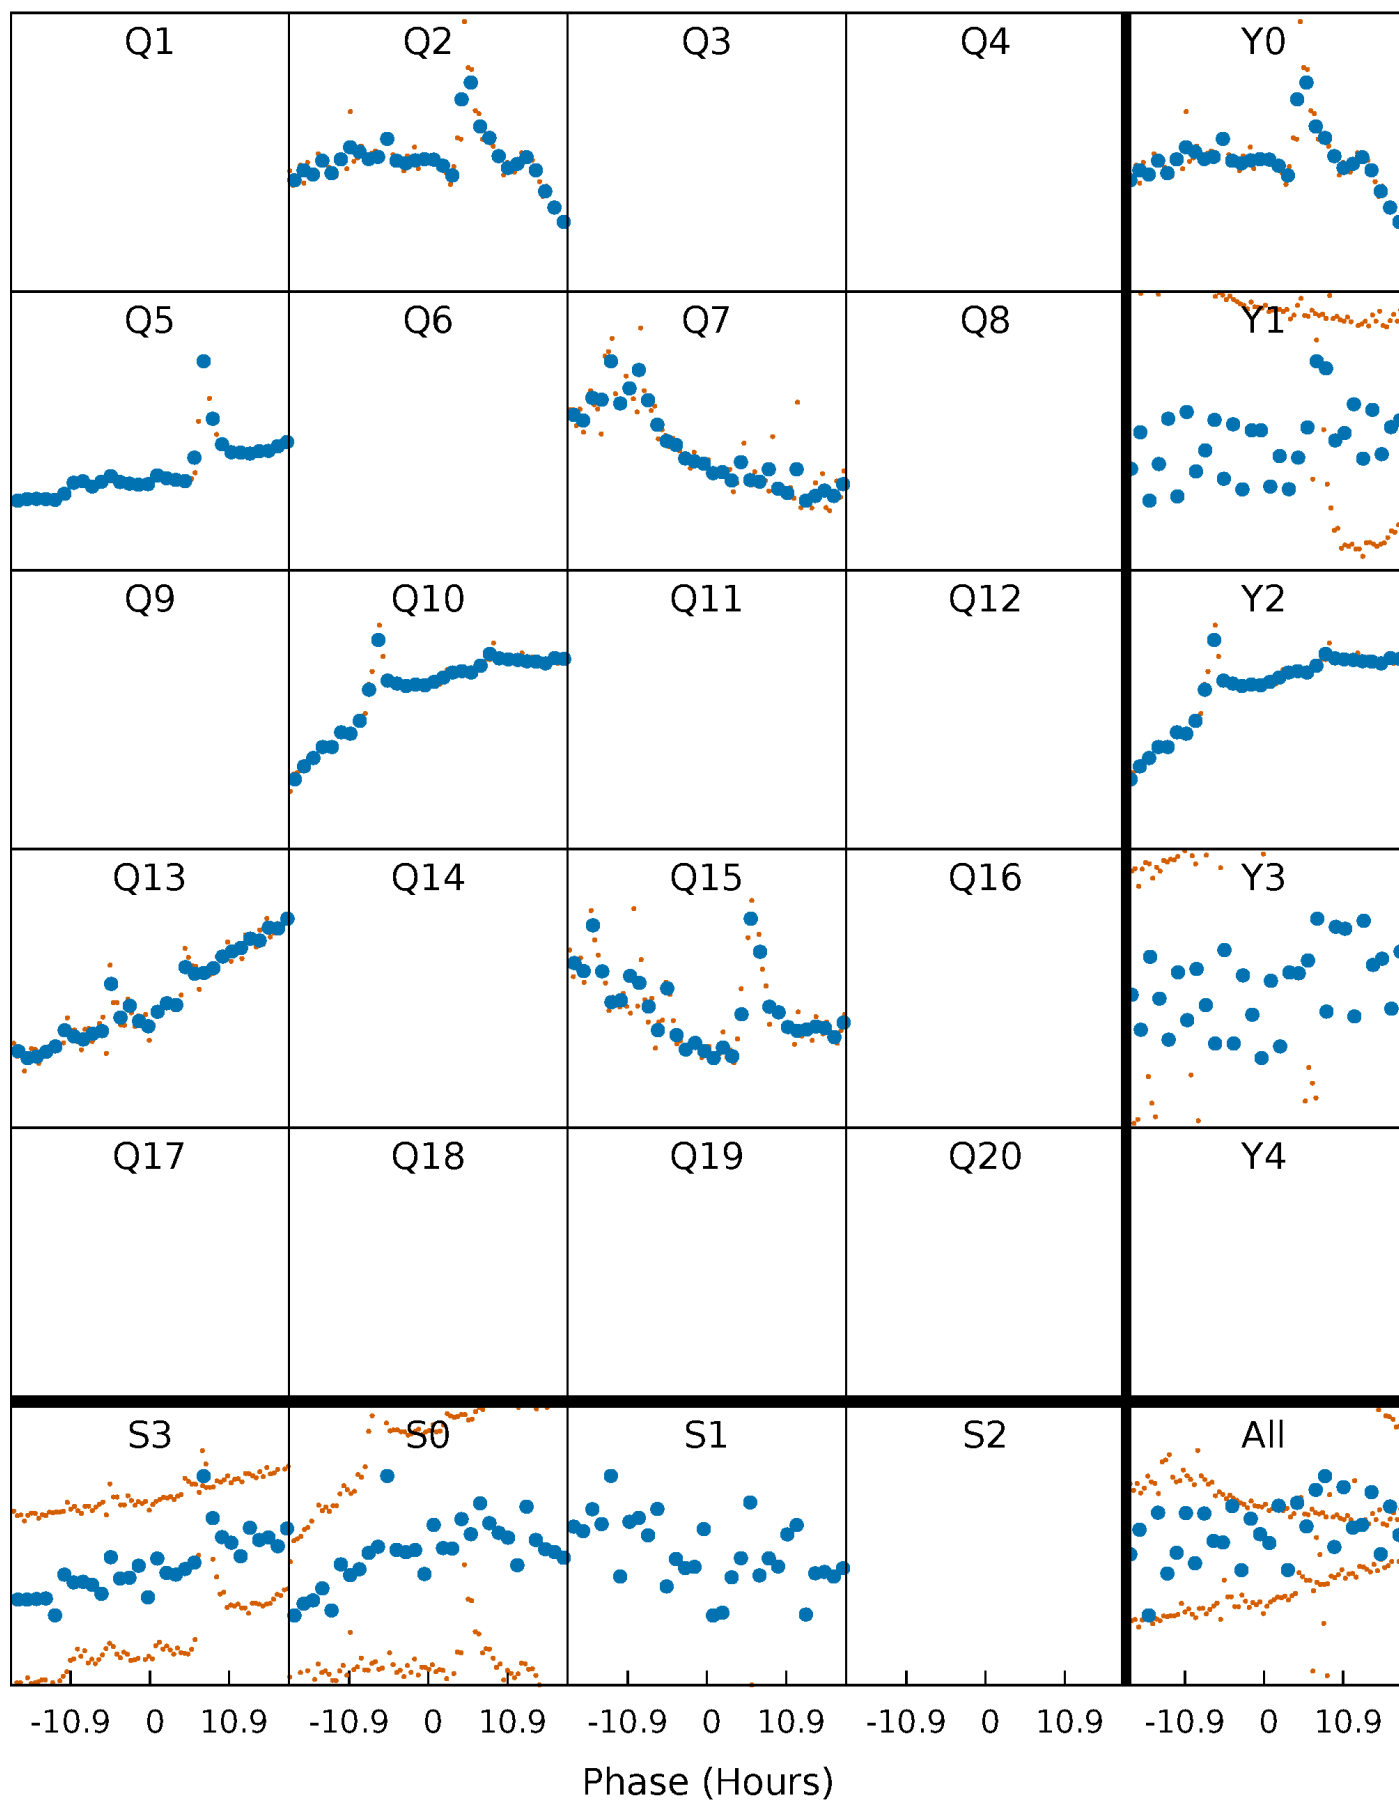 Q1 Q2 Q3 Q4 Y0
Q5 Q6 Q7 Q8 Y1
Q9 Q10 Q11 Q12 Y2
Q13 Q14 Q15 Q16 Y3
Q17 Q18 Q19 Q20 Y4
S3 S0 S1 S2 All
-10.9 0 10.9 -10.9 0 10.9 -10.9 0 10.9 -10.9 0 10.9 -10.9 0 10.9
Phase (Hours)